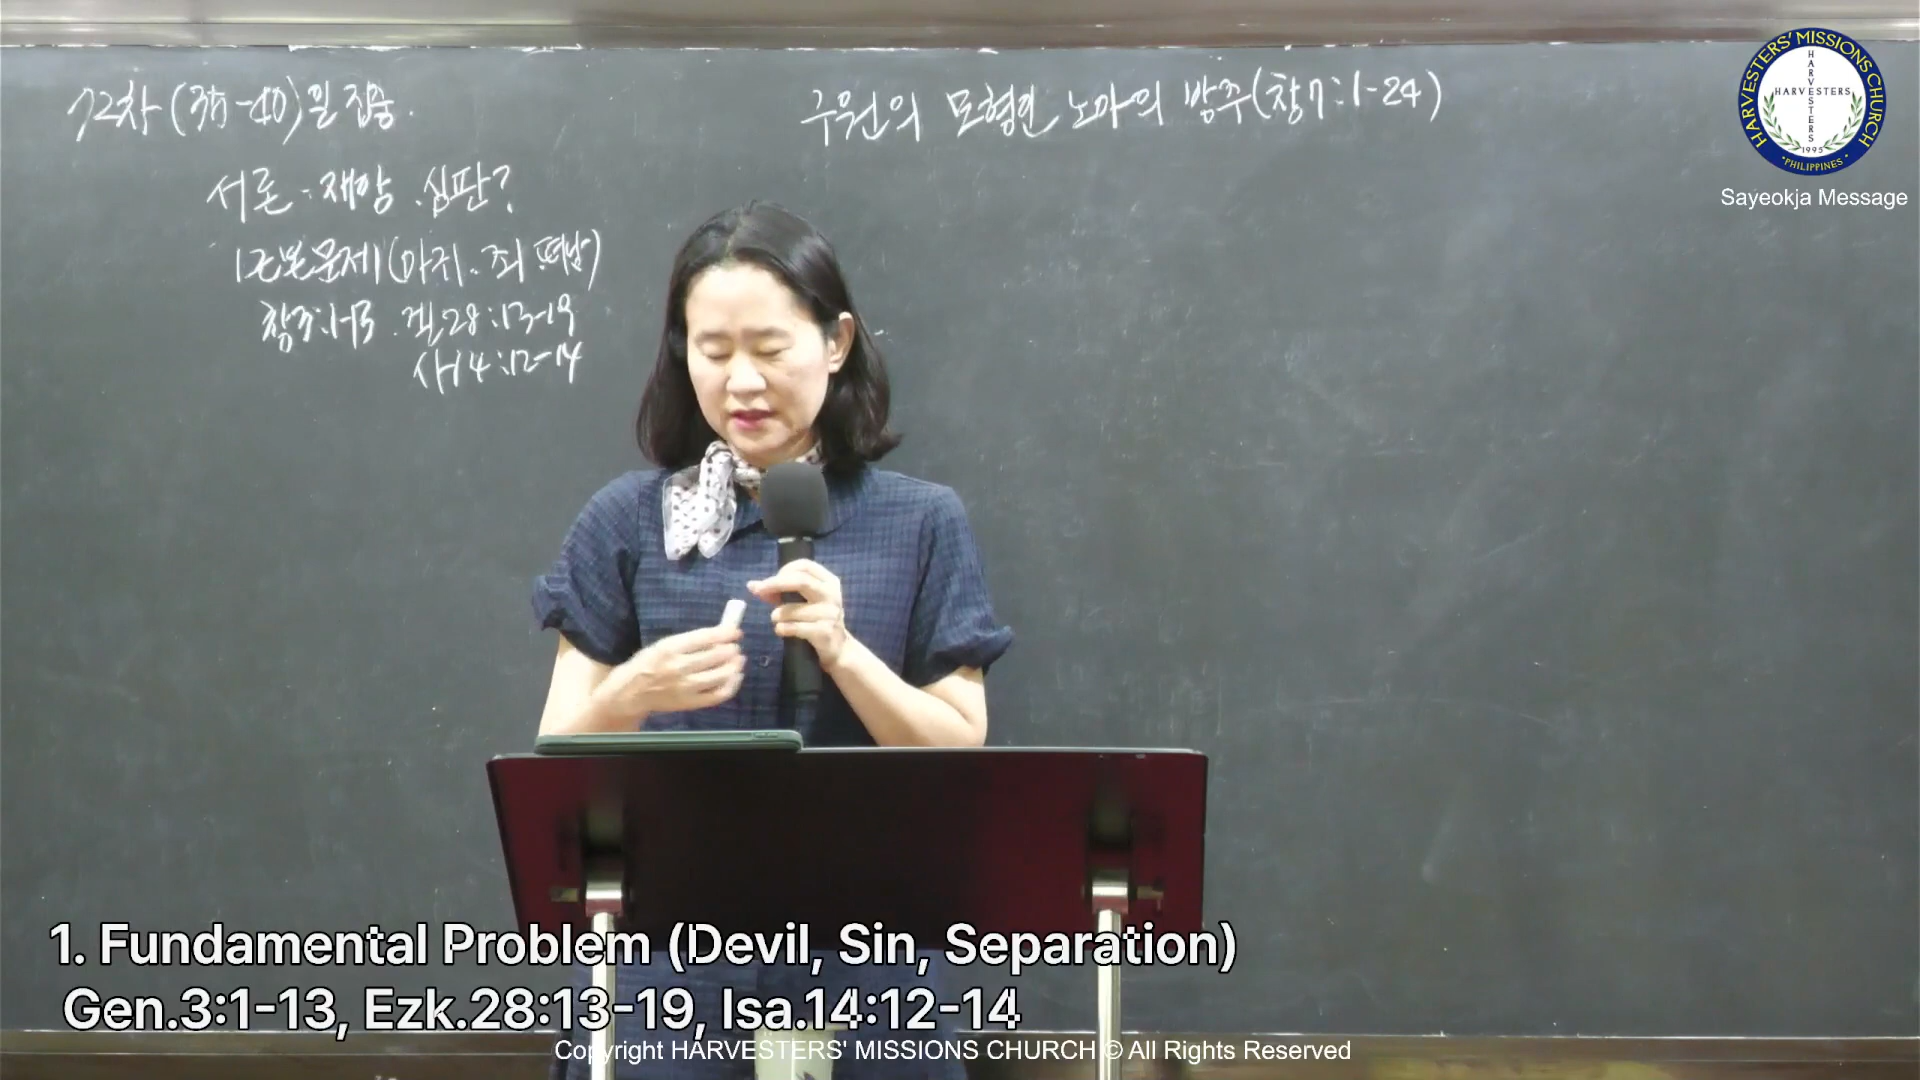 72차 (35-40)일 집중.
구원의 모형인 노아의 방주(창7:1-24)
서론 - 재앙. 심판?
1근본문제(마귀. 죄 떠남)
창3:1-13. 겔28:13-19
사14:12-14
HARVESTERS' MISSIONS CHURCH
HARVESTERS
HARVESTERS
1995
• PHILIPPINES •
Sayeokja Message
1. Fundamental Problem (Devil, Sin, Separation)
Gen.3:1-13, Ezk.28:13-19, Isa.14:12-14
Copyright HARVESTERS' MISSIONS CHURCH © All Rights Reserved